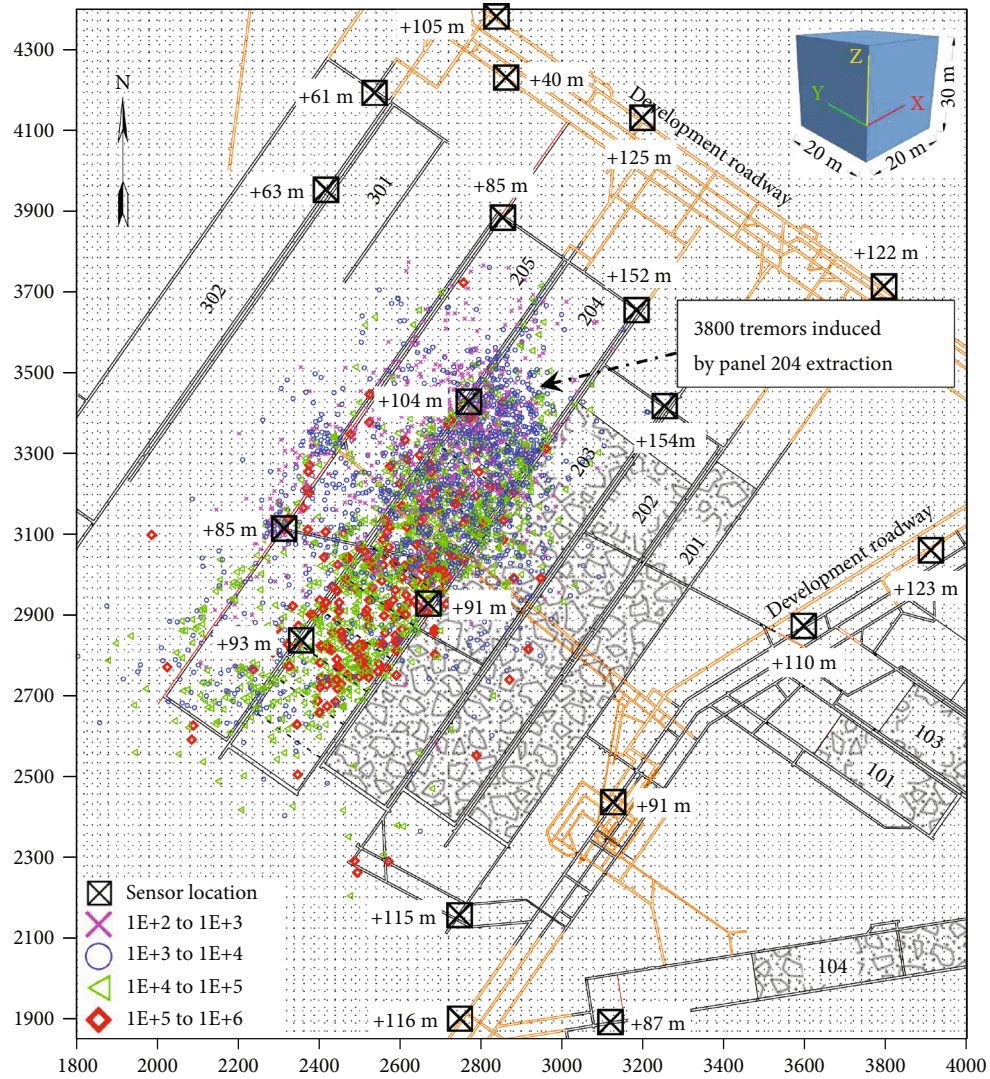 4300
4100
3900
3700
3500
3300
3100
2900
2700
2500
2300
2100
1900
1800
2000
2200
2400
2600
2800
3000
3200
3400
3600
3800
4000
N
+105 m
+40 m
+61 m
Development roadway
+125 m
+63 m
301
+85 m
302
205
+152 m
204
+122 m
3800 tremors induced
by panel 204 extraction
+104 m
+154m
203
202
201
+85 m
Development roadway
+123 m
+91 m
+93 m
+110 m
103
101
+91 m
+115 m
104
+116 m
+87 m
Z
Y
X
30 m
20 m
20 m
Sensor location
1E+2 to 1E+3
1E+3 to 1E+4
1E+4 to 1E+5
1E+5 to 1E+6